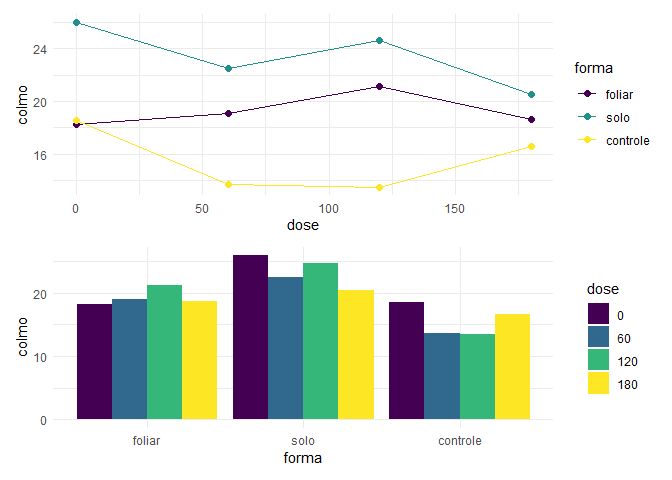 24
20
16
colmo
0 50 100 150
dose
forma
foliar
solo
controle
20
10
0
colmo
foliar solo controle
forma
dose
0
60
120
180